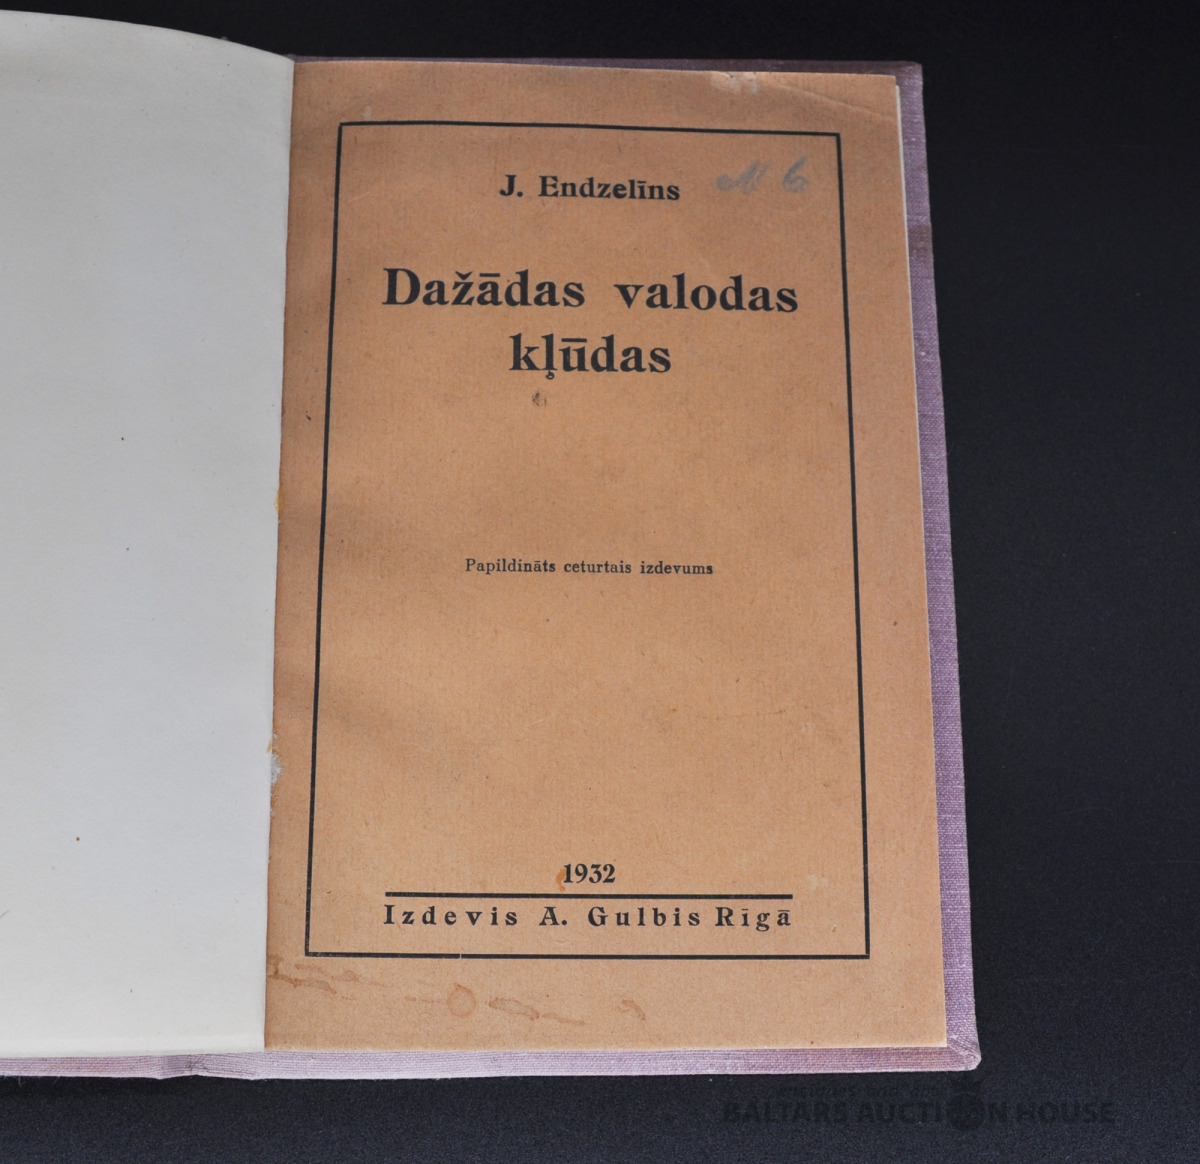 J. Endzelīns
Dažādas valodas
kļūdas
Papildināts ceturtais izdevums
1932
Izdevis A. Gulbis Rīgā
BALTARS AUCTION HOUSE